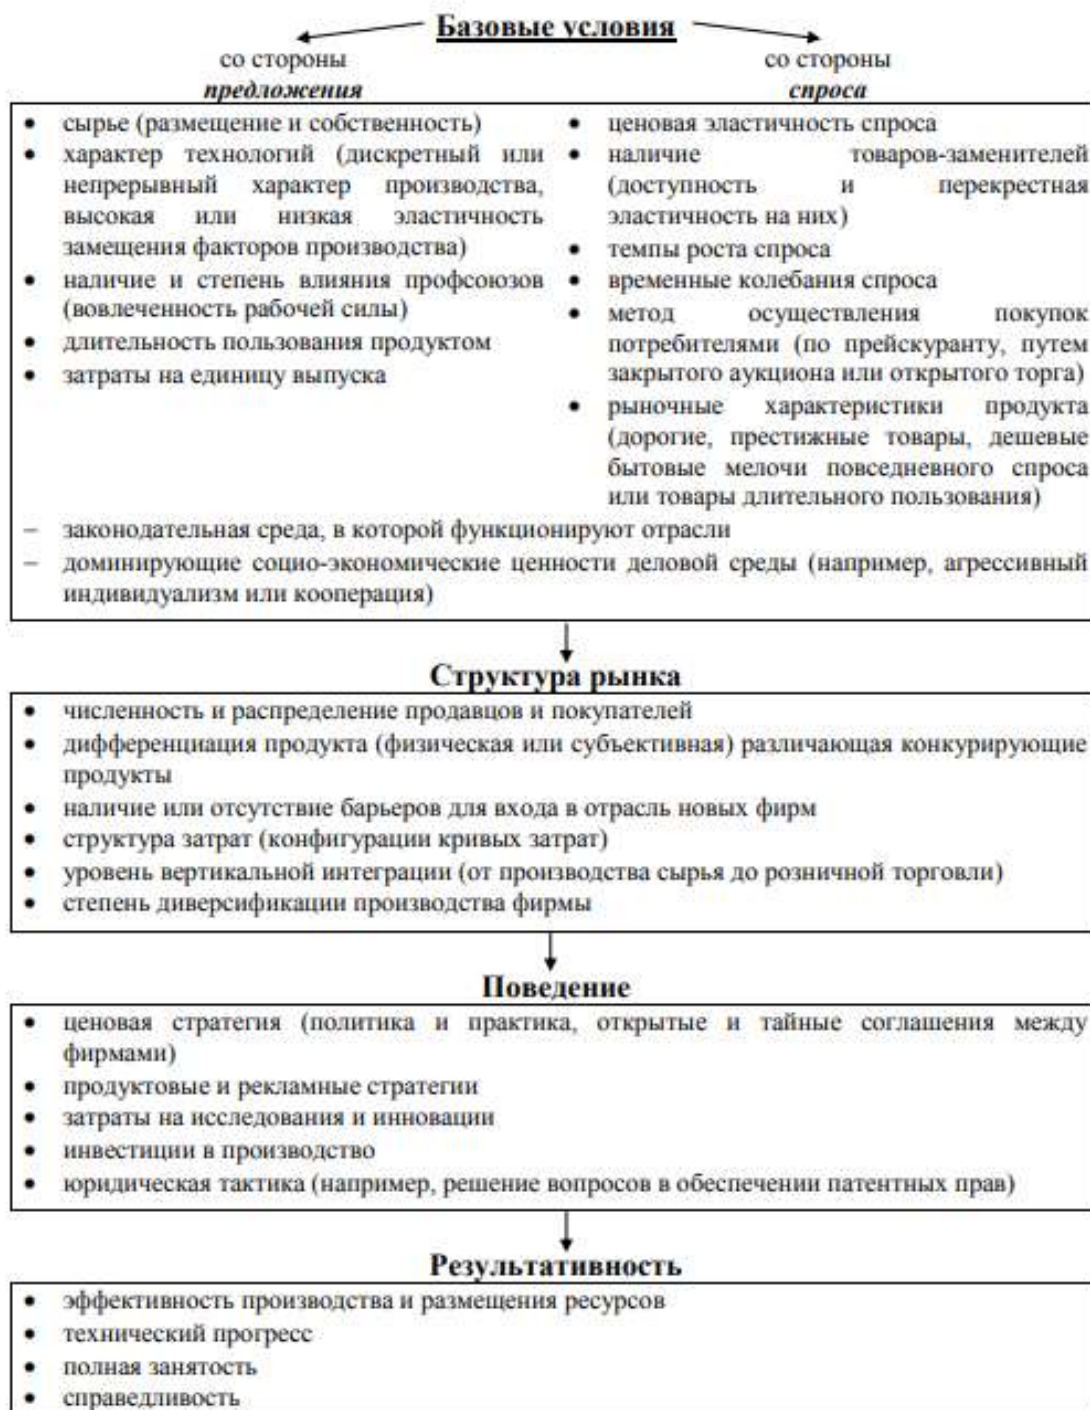 Базовые условия
со стороны
предложения
со стороны
спроса
сырье (размещение и собственность)
характер технологий (дискретный или
непрерывный характер производства,
высокая или низкая эластичность
замещения факторов производства)
наличие и степень влияния профсоюзов
(вовлеченность рабочей силы)
длительность пользования продуктом
затраты на единицу выпуска
ценовая эластичность спроса
наличие товаров-заменителей
(доступность и перекрестная
эластичность на них)
темпы роста спроса
временные колебания спроса
метод осуществления покупок
потребителями (по прейскуранту, путем
закрытого аукциона или открытого торга)
рыночные характеристики продукта
(дорогие, престижные товары, дешевые
бытовые мелочи повседневного спроса
или товары длительного пользования)
– законодательная среда, в которой функционируют отрасли
– доминирующие социо-экономические ценности деловой среды (например, агрессивный
индивидуализм или кооперация)
Структура рынка
численность и распределение продавцов и покупателей
дифференциация продукта (физическая или субъективная) различающая конкурирующие
продукты
наличие или отсутствие барьеров для входа в отрасль новых фирм
структура затрат (конфигурации кривых затрат)
уровень вертикальной интеграции (от производства сырья до розничной торговли)
степень диверсификации производства фирмы
Поведение
ценовая стратегия (политика и практика, открытые и тайные соглашения между
фирмами)
продуктовые и рекламные стратегии
затраты на исследования и инновации
инвестиции в производство
юридическая тактика (например, решение вопросов в обеспечении патентных прав)
Результативность
эффективность производства и размещения ресурсов
технический прогресс
полная занятость
справедливость